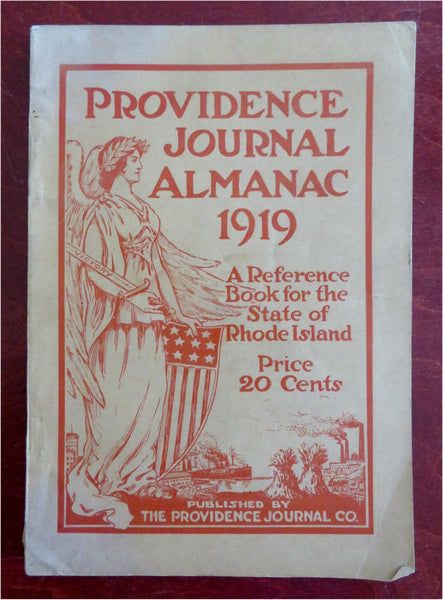 PROVIDENCE
JOURNAL
ALMANAC
1919
VICTORY
A Reference
Book for the
State of
Rhode Island
Price
20 Cents
PUBLISHED BY
THE PROVIDENCE JOURNAL CO.